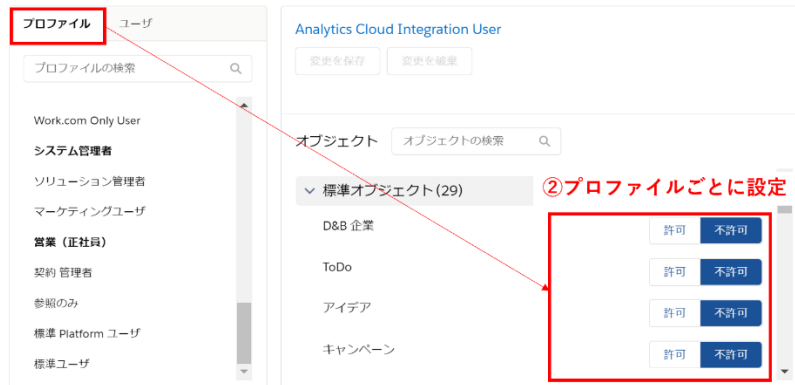 プロファイル
ユーザ
プロファイルの検索
Work.com Only User
システム管理者
ソリューション管理者
マーケティングユーザ
営業（正社員）
契約 管理者
参照のみ
標準 Platform ユーザ
標準ユーザ
Analytics Cloud Integration User
変更を保存 変更を破棄
オブジェクト オブジェクトの検索
標準オブジェクト(29)
②プロファイルごとに設定
D&B 企業 許可 不許可
ToDo 許可 不許可
アイデア 許可 不許可
キャンペーン 許可 不許可